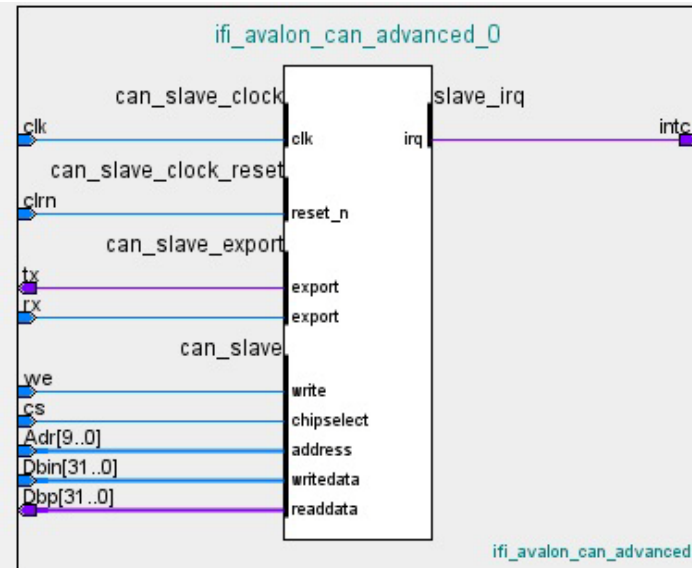 ifi_avalon_can_advanced_0
can_slave_clock
slave_irq
clk
clk
irq
intc
can_slave_clock_reset
clrn
reset_n
can_slave_export
tx
export
rx
export
can_slave
we
write
cs
chipselect
Adr[9..0]
address
Dbin[31..0]
writedata
Dbp[31..0]
readdata
ifi_avalon_can_advanced